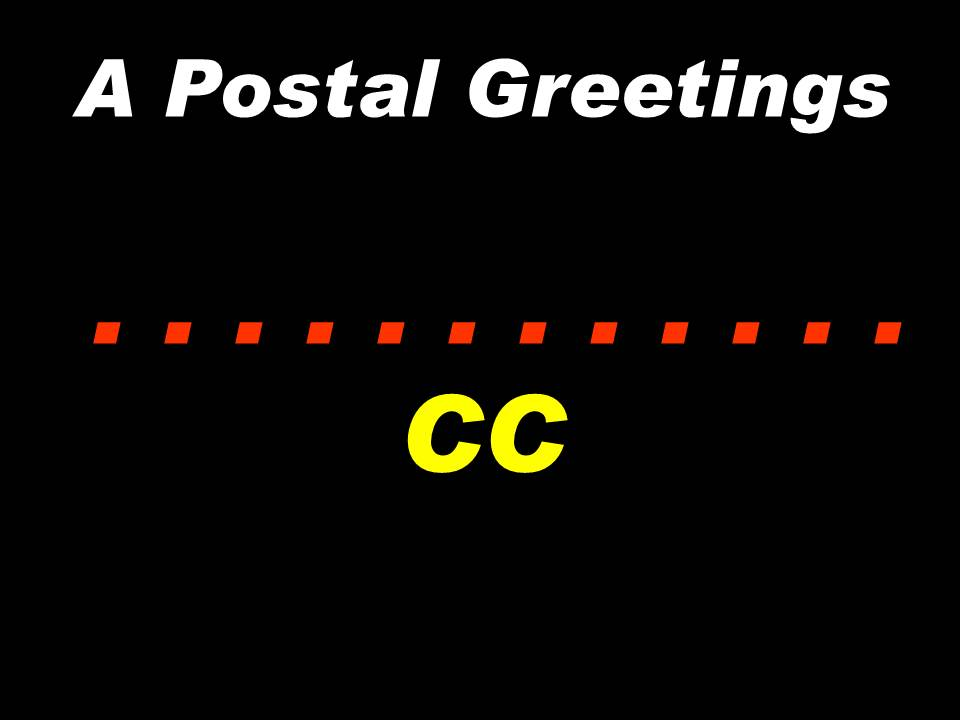 A Postal Greetings
. . . . . . . . . . . .
CC